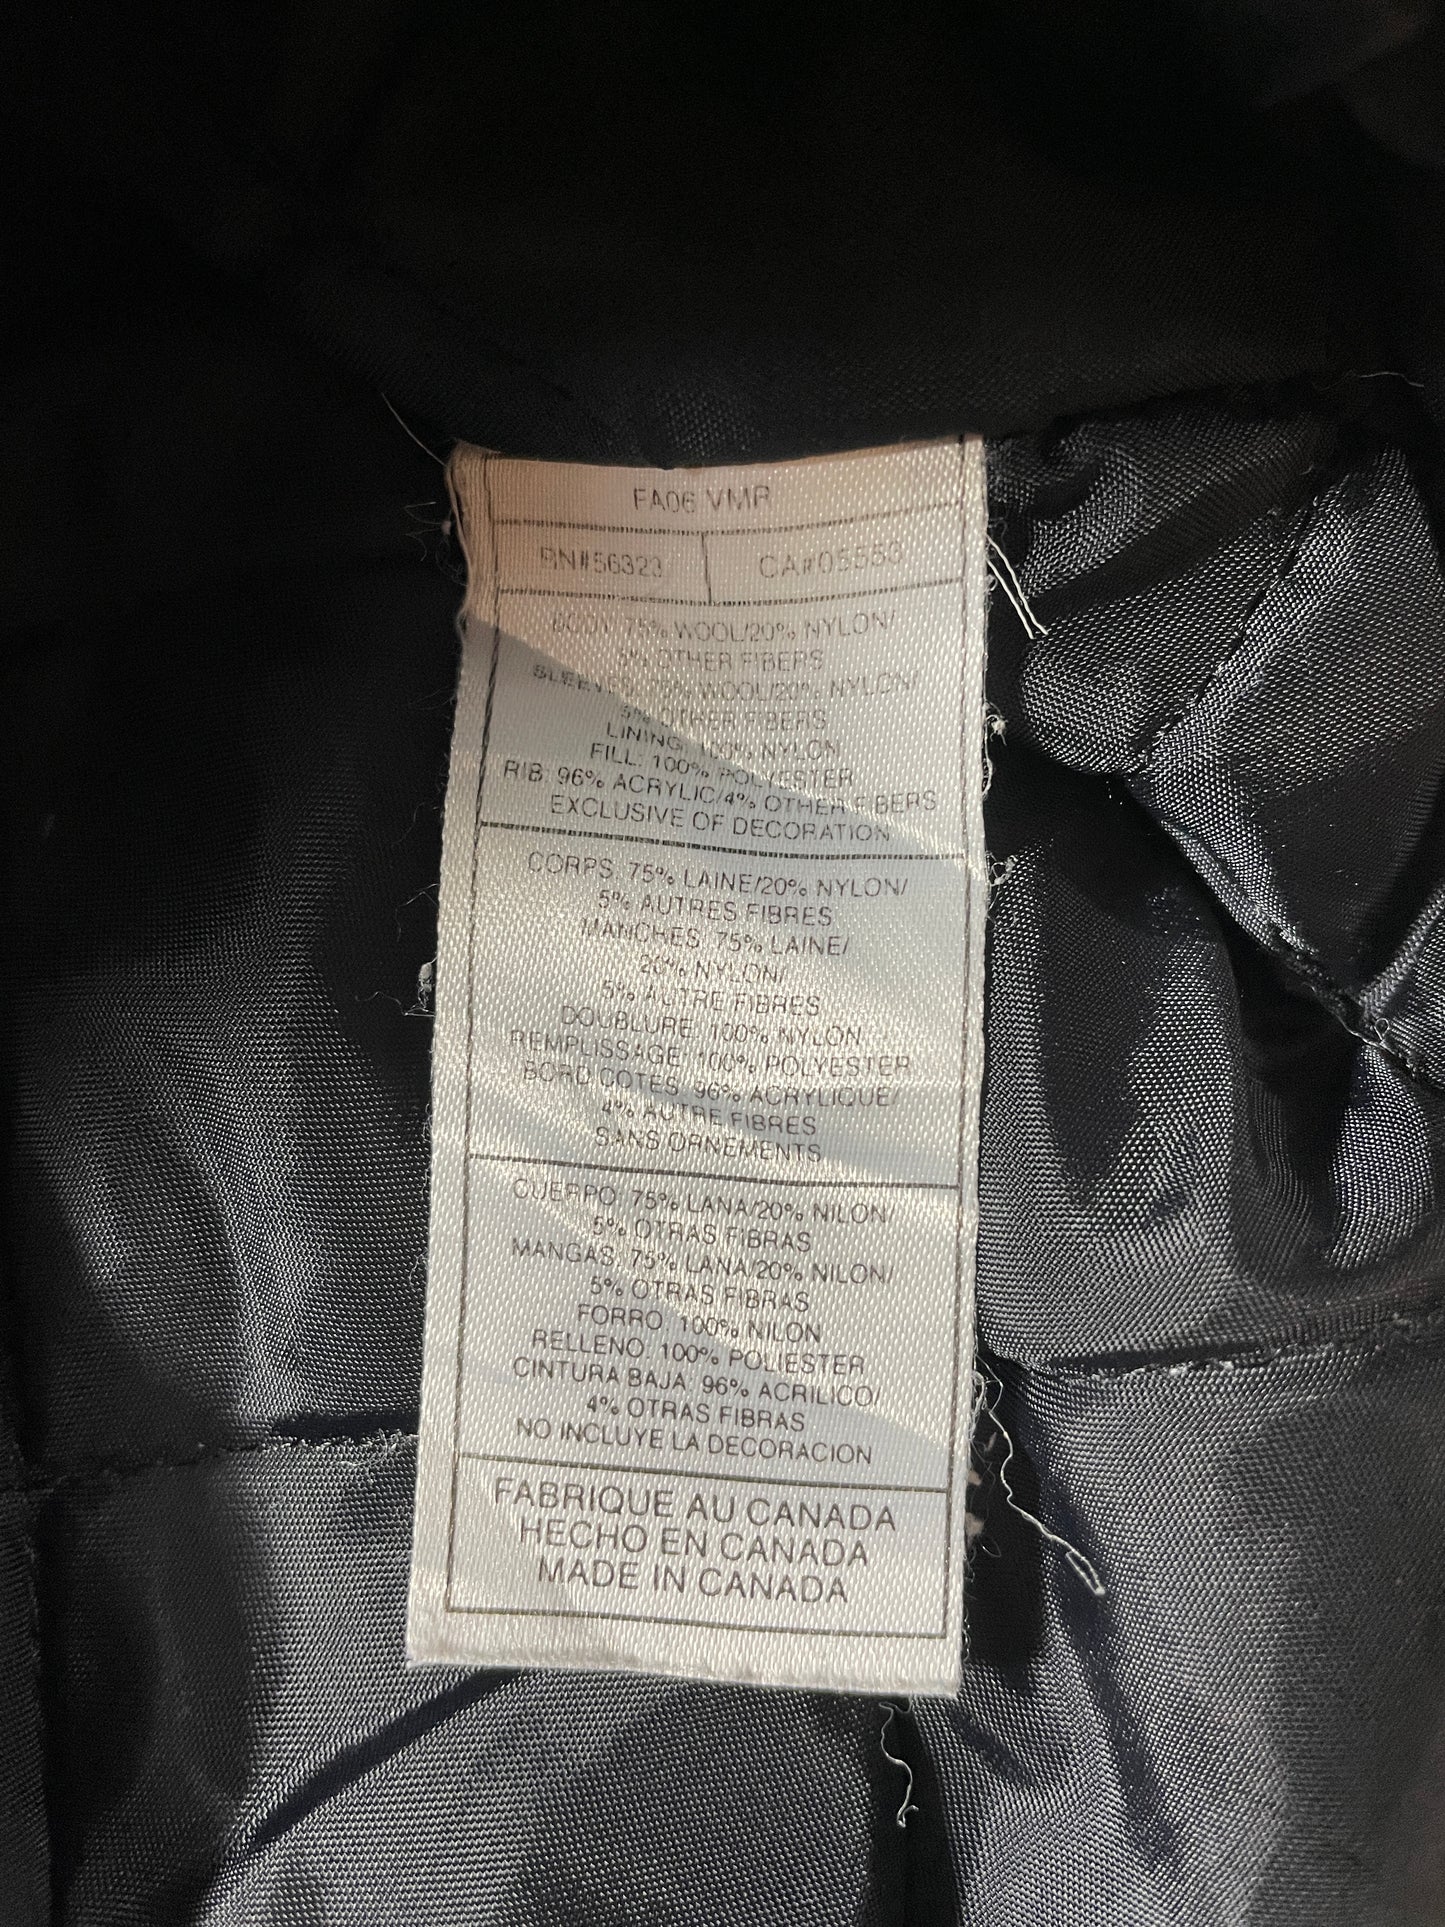 FA06 VMR
RN#56323 CA#05553
BODY: 75% WOOL/20% NYLON/
5% OTHER FIBERS
SLEEVES: 75% WOOL/20% NYLON/
5% OTHER FIBERS
LINING: 100% NYLON
FILL: 100% POLYESTER
RIB: 96% ACRYLIC/4% OTHER FIBERS
EXCLUSIVE OF DECORATION
CORPS: 75% LAINE/20% NYLON/
5% AUTRES FIBRES
MANCHES: 75% LAINE/
20% NYLON/
5% AUTRE FIBRES
DOUBLURE: 100% NYLON
REMPLISSAGE: 100% POLYESTER
BORD COTES: 96% ACRYLIQUE/
4% AUTRE FIBRES
SANS ORNEMENTS
CUERPO: 75% LANA/20% NILON/
5% OTRAS FIBRAS
MANGAS: 75% LANA/20% NILON/
5% OTRAS FIBRAS
FORRO: 100% NILON
RELLENO: 100% POLIESTER
CINTURA BAJA: 96% ACRILICO/
4% OTRAS FIBRAS
NO INCLUYE LA DECORACION
FABRIQUE AU CANADA
HECHO EN CANADA
MADE IN CANADA